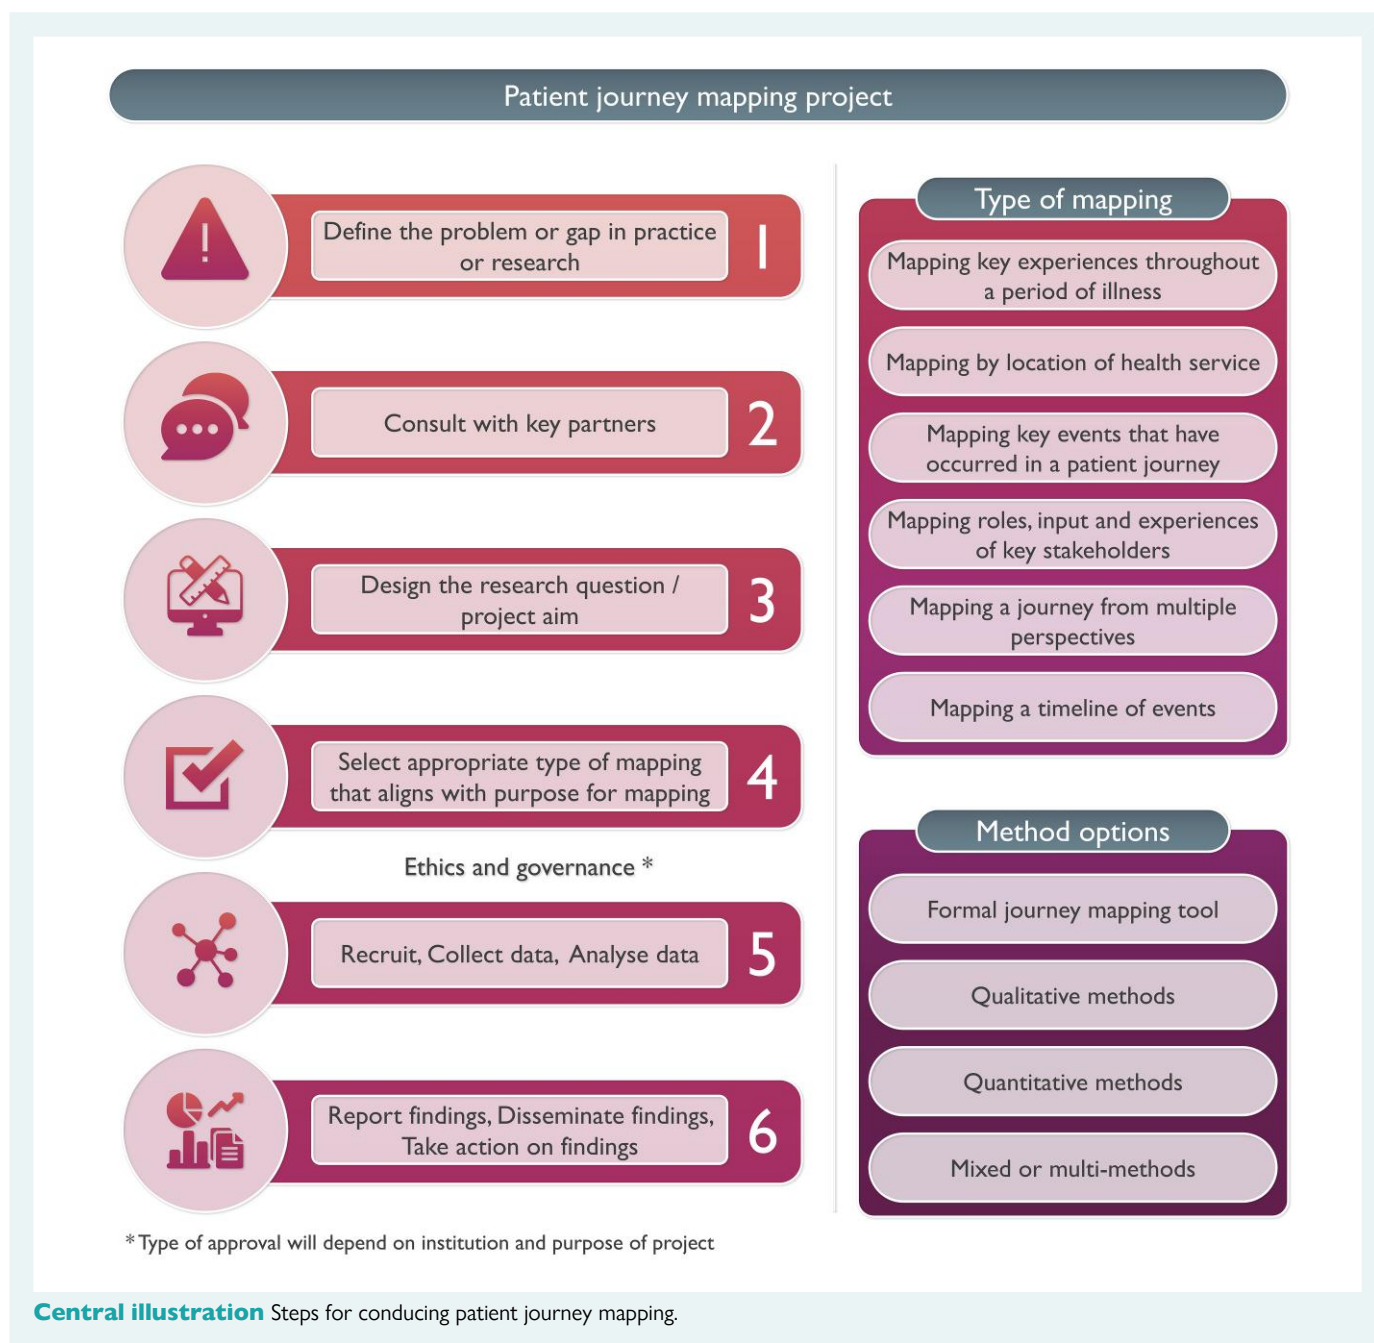 Patient journey mapping project
Define the problem or gap in practice
or research
1
Consult with key partners
2
Design the research question /
project aim
3
Select appropriate type of mapping
that aligns with purpose for mapping
4
Ethics and governance *
Recruit, Collect data, Analyse data
5
Report findings, Disseminate findings,
Take action on findings
6
* Type of approval will depend on institution and purpose of project
Type of mapping
Mapping key experiences throughout
a period of illness
Mapping by location of health service
Mapping key events that have
occurred in a patient journey
Mapping roles, input and experiences
of key stakeholders
Mapping a journey from multiple
perspectives
Mapping a timeline of events
Method options
Formal journey mapping tool
Qualitative methods
Quantitative methods
Mixed or multi-methods
Central illustration Steps for conducing patient journey mapping.